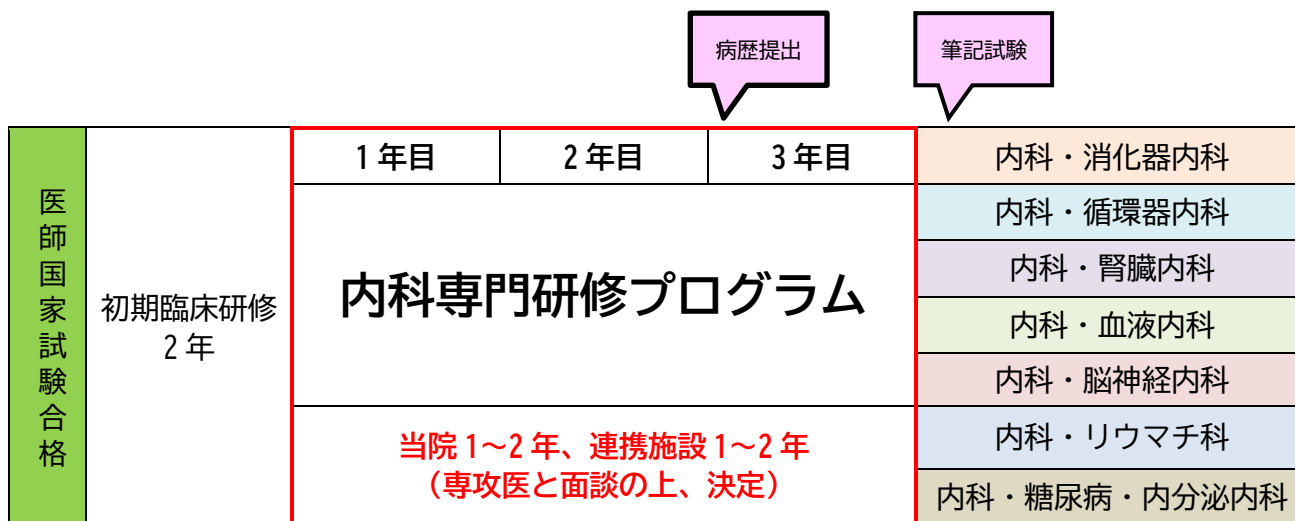 病歴提出
筆記試験
医師国家試験合格
初期臨床研修
2年
1年目
2年目
3年目
内科専門研修プログラム
当院1～2年、連携施設1～2年
（専攻医と面談の上、決定）
内科・消化器内科
内科・循環器内科
内科・腎臓内科
内科・血液内科
内科・脳神経内科
内科・リウマチ科
内科・糖尿病・内分泌内科